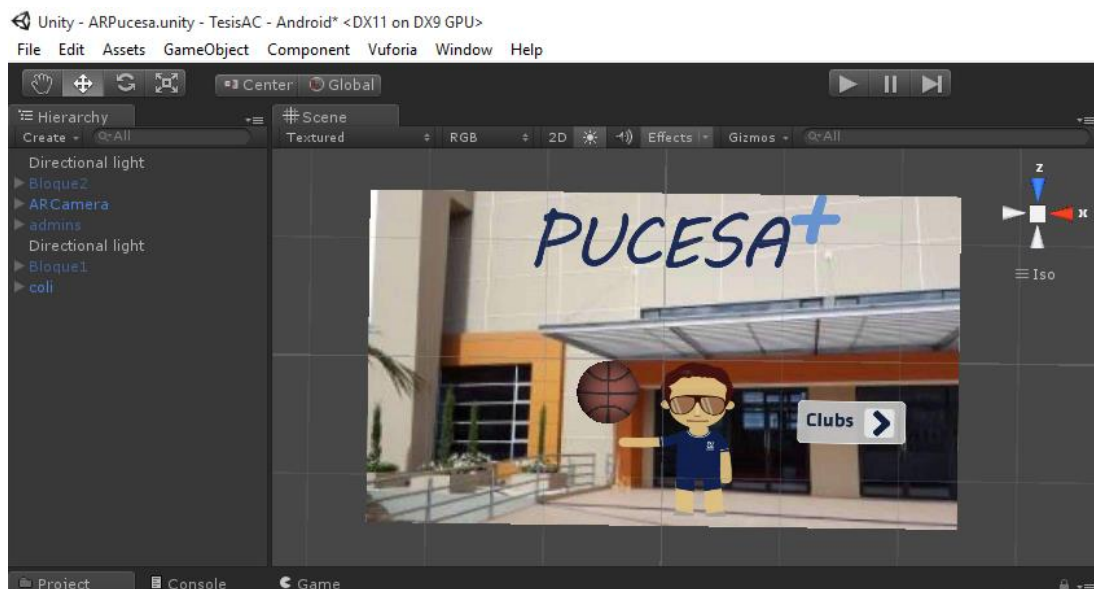 Unity - ARPucesa.unity - TesisAC - Android* <DX11 on DX9 GPU>
File Edit Assets GameObject Component Vuforia Window Help
Center Global
Hierarchy
Create All
Directional light
Bloque2
ARCamera
admins
Directional light
Bloque1
coli
Scene
Textured RGB 2D Effects Gizmos All
PUCESA+
Clubs
z
x
Iso
Project Console Game